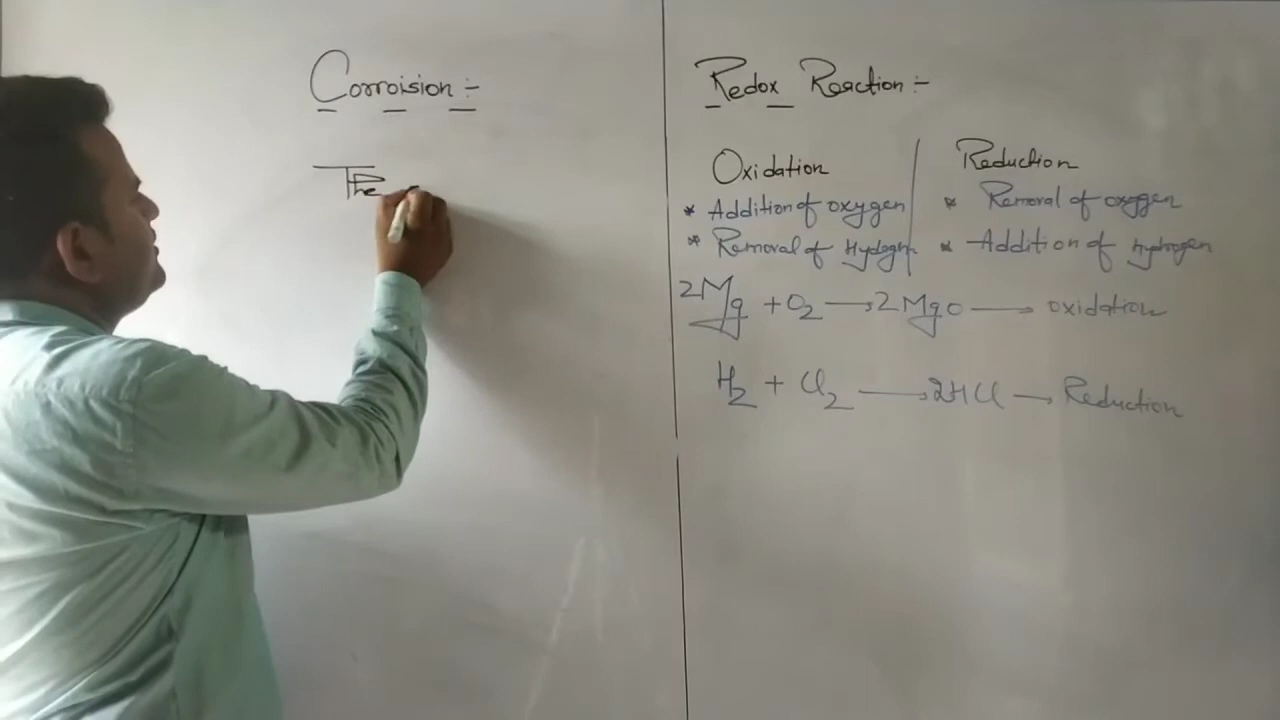 Corroision :-
The
Redox Reaction :-
Oxidation
* Addition of oxygen
* Removal of Hydogn
Reduction
* Removal of oxygen
* Addition of hydrogen
2Mg + O₂ → 2MgO → oxidation
H₂ + Cl₂ → 2HCl → Reduction